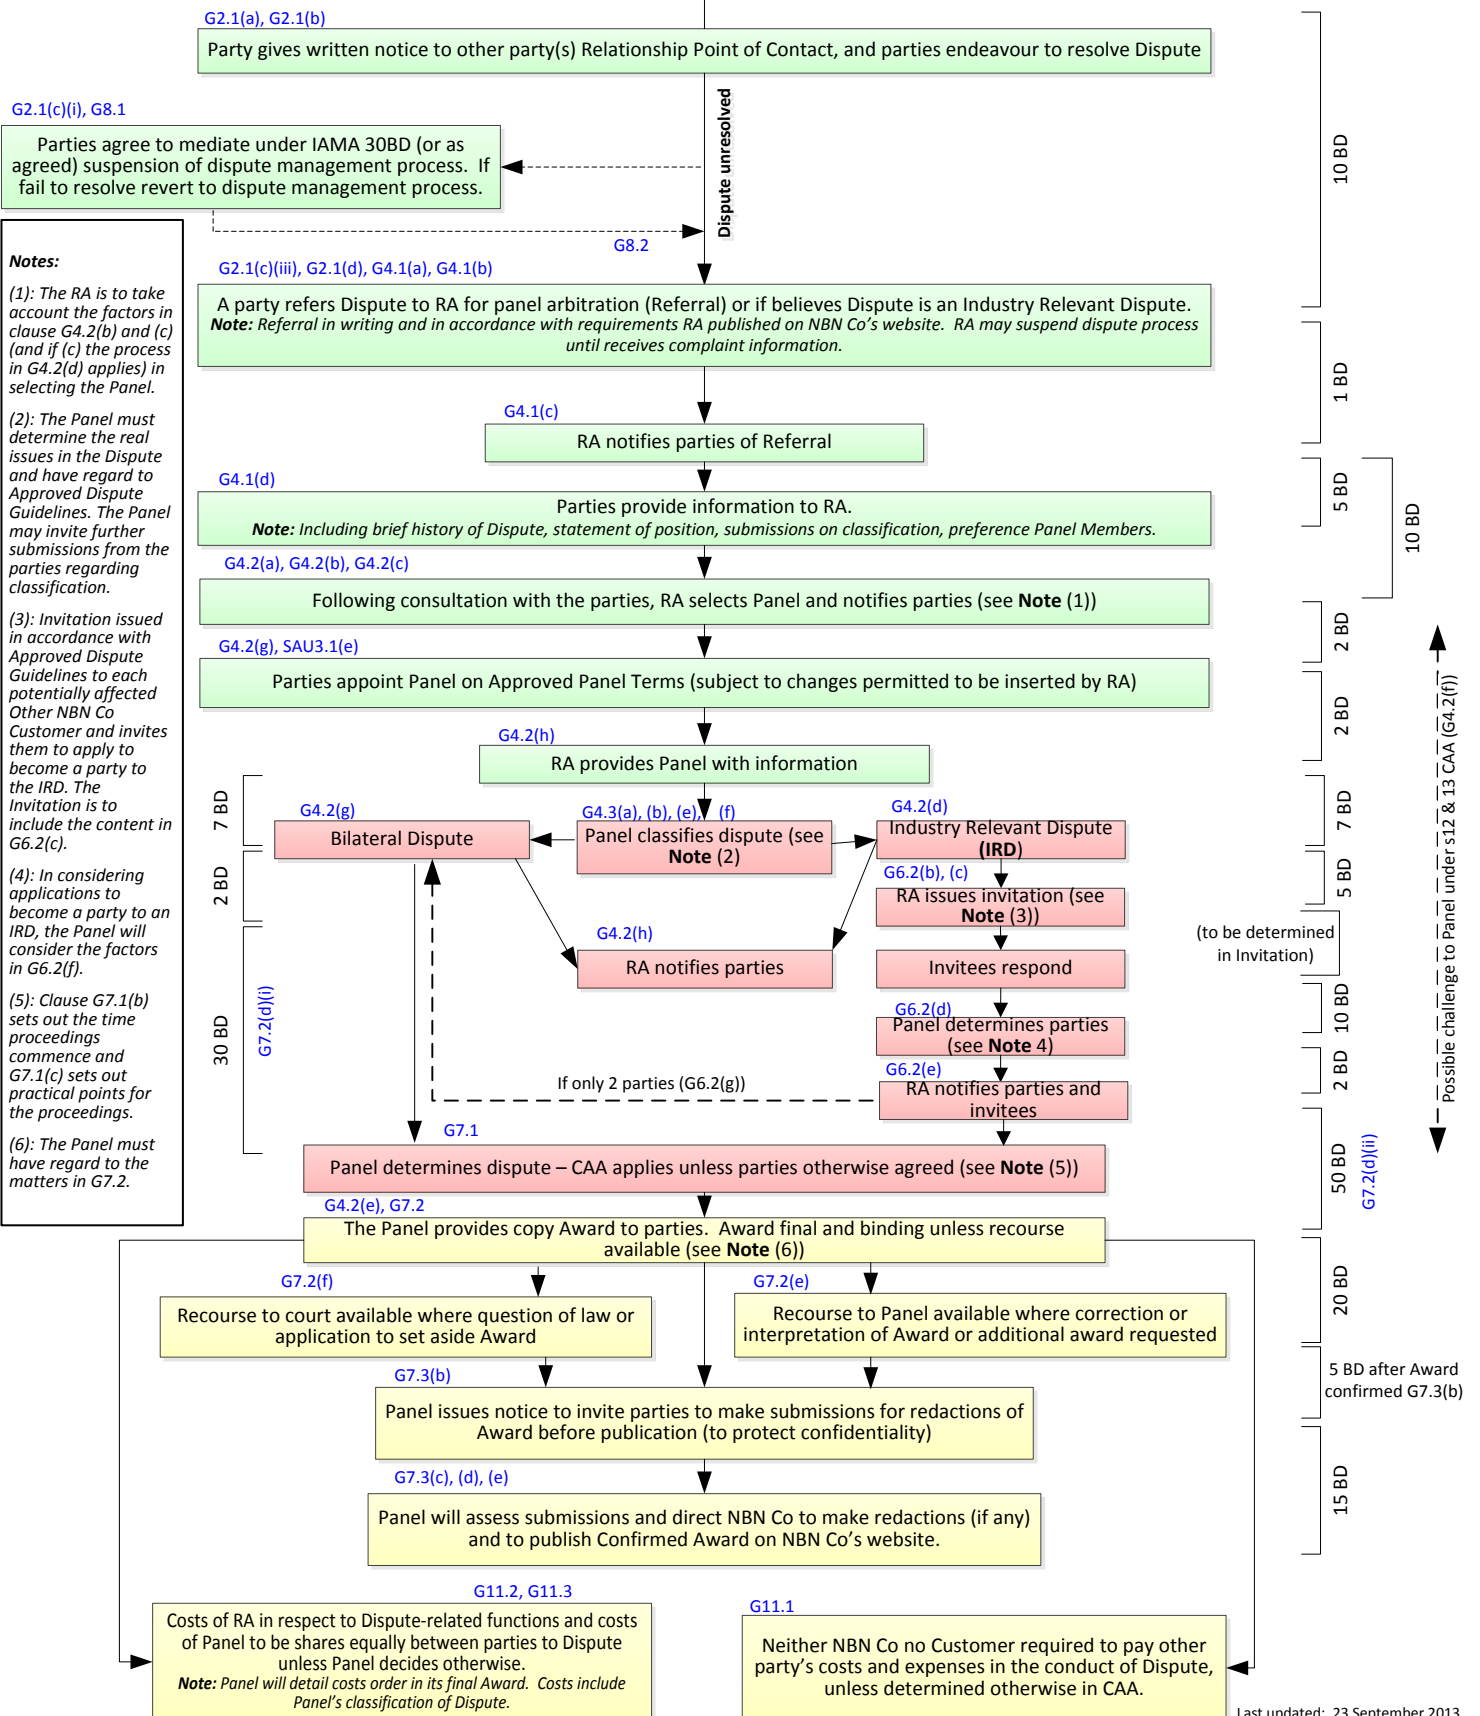 G2.1(a), G2.1(b)
Party gives written notice to other party(s) Relationship Point of Contact, and parties endeavour to resolve Dispute
10 BD
G2.1(c)(i), G8.1
Parties agree to mediate under IAMA 30BD (or as
agreed) suspension of dispute management process.  If
fail to resolve revert to dispute management process.
Dispute unresolved
G8.2
Notes:
(1): The RA is to take
account the factors in
clause G4.2(b) and (c)
(and if (c) the process
in G4.2(d) applies) in
selecting the Panel.
(2): The Panel must
determine the real
issues in the Dispute
and have regard to
Approved Dispute
Guidelines. The Panel
may invite further
submissions from the
parties regarding
classification.
(3): Invitation issued
in accordance with
Approved Dispute
Guidelines to each
potentially affected
Other NBN Co
Customer and invites
them to apply to
become a party to
the IRD. The
Invitation is to
include the content in
G6.2(c).
(4): In considering
applications to
become a party to an
IRD, the Panel will
consider the factors
in G6.2(f).
(5): Clause G7.1(b)
sets out the time
proceedings
commence and
G7.1(c) sets out
practical points for
the proceedings.
(6): The Panel must
have regard to the
matters in G7.2.
G2.1(c)(iii), G2.1(d), G4.1(a), G4.1(b)
A party refers Dispute to RA for panel arbitration (Referral) or if believes Dispute is an Industry Relevant Dispute.
Note: Referral in writing and in accordance with requirements RA published on NBN Co's website.  RA may suspend dispute process
until receives complaint information.
1 BD
G4.1(c)
RA notifies parties of Referral
G4.1(d)
Parties provide information to RA.
Note: Including brief history of Dispute, statement of position, submissions on classification, preference Panel Members.
5 BD
10 BD
G4.2(a), G4.2(b), G4.2(c)
Following consultation with the parties, RA selects Panel and notifies parties (see Note (1))
2 BD
G4.2(g), SAU3.1(e)
Parties appoint Panel on Approved Panel Terms (subject to changes permitted to be inserted by RA)
2 BD
Possible challenge to Panel under s12 & 13 CAA (G4.2(f))
G4.2(h)
RA provides Panel with information
7 BD
G4.2(g)
Bilateral Dispute
G4.3(a), (b), (e), (f)
Panel classifies dispute (see
Note (2)
G4.2(d)
Industry Relevant Dispute
(IRD)
7 BD
2 BD
G6.2(b), (c)
RA issues invitation (see
Note (3))
5 BD
G4.2(h)
RA notifies parties
Invitees respond
(to be determined
in Invitation)
30 BD
G7.2(d)(i)
G6.2(d)
Panel determines parties
(see Note 4)
10 BD
G6.2(e)
RA notifies parties and
invitees
2 BD
If only 2 parties (G6.2(g))
G7.1
Panel determines dispute – CAA applies unless parties otherwise agreed (see Note (5))
50 BD
G7.2(d)(ii)
G4.2(e), G7.2
The Panel provides copy Award to parties.  Award final and binding unless recourse
available (see Note (6))
G7.2(f)
Recourse to court available where question of law or
application to set aside Award
G7.2(e)
Recourse to Panel available where correction or
interpretation of Award or additional award requested
20 BD
G7.3(b)
Panel issues notice to invite parties to make submissions for redactions of
Award before publication (to protect confidentiality)
5 BD after Award
confirmed G7.3(b)
G7.3(c), (d), (e)
Panel will assess submissions and direct NBN Co to make redactions (if any)
and to publish Confirmed Award on NBN Co's website.
15 BD
G11.2, G11.3
Costs of RA in respect to Dispute-related functions and costs
of Panel to be shares equally between parties to Dispute
unless Panel decides otherwise.
Note: Panel will detail costs order in its final Award.  Costs include
Panel's classification of Dispute.
G11.1
Neither NBN Co no Customer required to pay other
party's costs and expenses in the conduct of Dispute,
unless determined otherwise in CAA.
Last updated:  23 September 2013